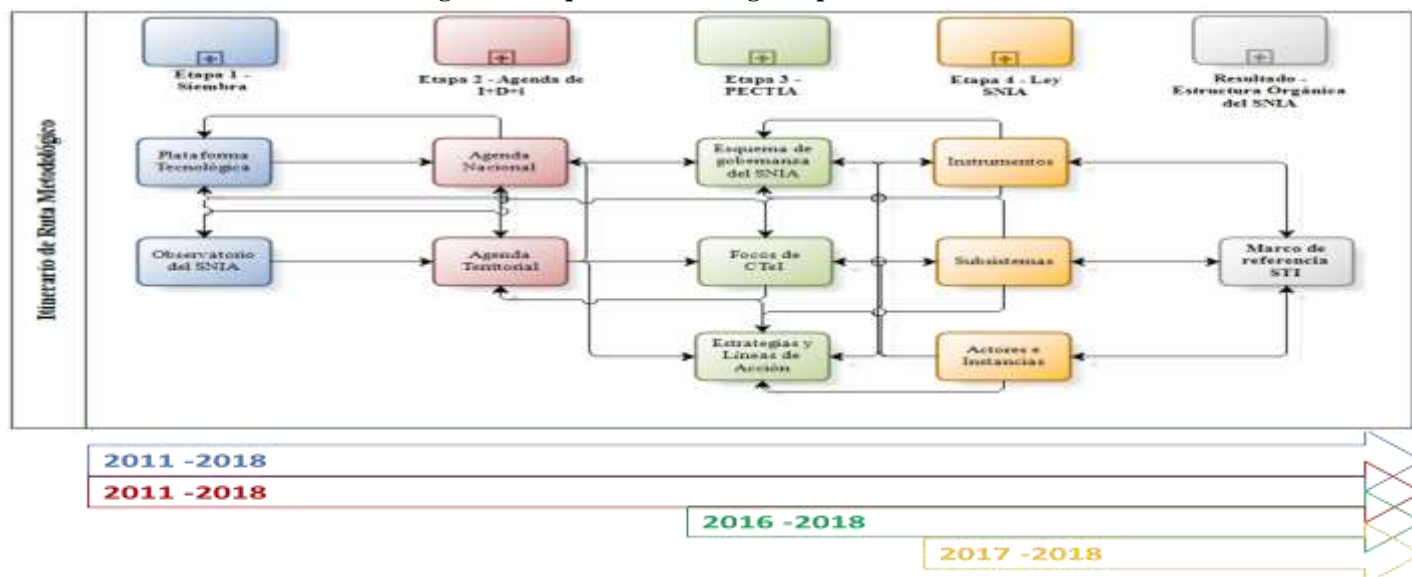 Etapa 1 -
Siembra
Etapa 2 - Agenda de
I+D+i
Etapa 3 -
PECTIA
Etapa 4 - Ley
SNIA
Resultado -
Estructura Orgánica
del SNIA
Itinerario de Ruta Metodológico
Plataforma
Tecnológica
Agenda
Nacional
Esquema de
gobernanza
del SNIA
Instrumentos
Observatorio
del SNIA
Agenda
Territorial
Focos de
CTeI
Subsistemas
Marco de
referencia
STI
Estrategias y
Líneas de
Acción
Actores e
Instancias
2011 -2018
2011 -2018
2016 -2018
2017 -2018